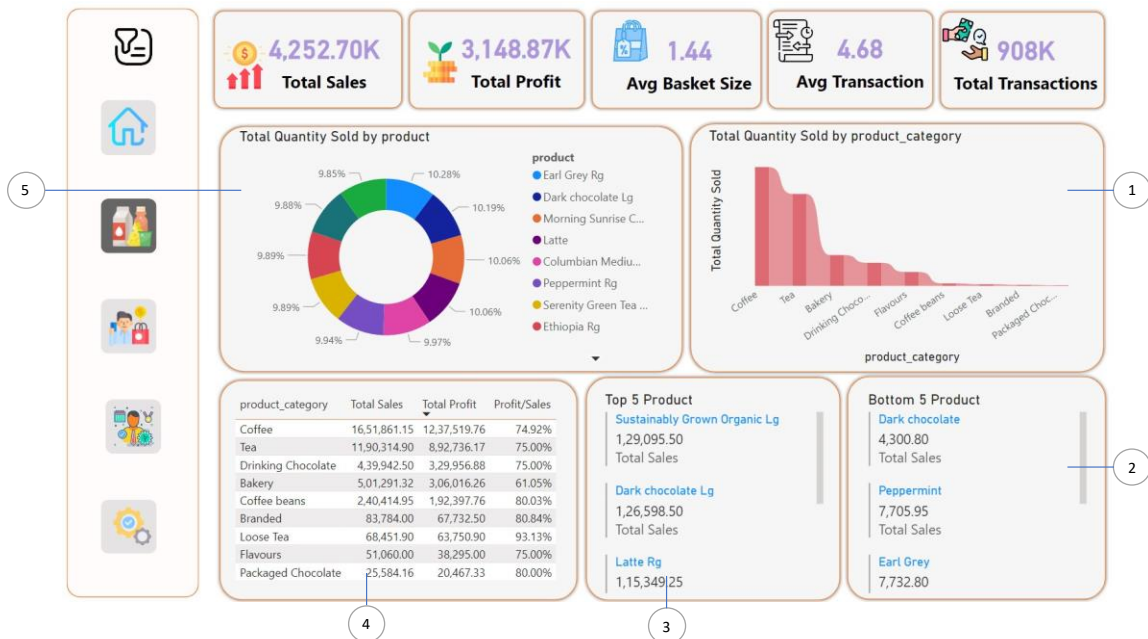 4,252.70K
Total Sales
3,148.87K
Total Profit
1.44
Avg Basket Size
4.68
Avg Transaction
908K
Total Transactions
Total Quantity Sold by product
9.85%
10.28%
9.88%
10.19%
9.89%
10.06%
9.89%
10.06%
9.94%
9.97%
product
Earl Grey Rg
Dark chocolate Lg
Morning Sunrise C...
Latte
Columbian Mediu...
Peppermint Rg
Serenity Green Tea ...
Ethiopia Rg
5
Total Quantity Sold by product_category
Total Quantity Sold
Coffee
Tea
Bakery
Drinking Choco...
Flavours
Coffee beans
Loose Tea
Branded
Packaged Choc...
product_category
1
product_category Total Sales Total Profit Profit/Sales
Coffee 16,51,861.15 12,37,519.76 74.92%
Tea 11,90,314.90 8,92,736.17 75.00%
Drinking Chocolate 4,39,942.50 3,29,956.88 75.00%
Bakery 5,01,291.32 3,06,016.26 61.05%
Coffee beans 2,40,414.95 1,92,397.76 80.03%
Branded 83,784.00 67,732.50 80.84%
Loose Tea 68,451.90 63,750.90 93.13%
Flavours 51,060.00 38,295.00 75.00%
Packaged Chocolate 25,584.16 20,467.33 80.00%
4
Top 5 Product
Sustainably Grown Organic Lg
1,29,095.50
Total Sales
Dark chocolate Lg
1,26,598.50
Total Sales
Latte Rg
1,15,349.25
3
Bottom 5 Product
Dark chocolate
4,300.80
Total Sales
Peppermint
7,705.95
Total Sales
Earl Grey
7,732.80
2